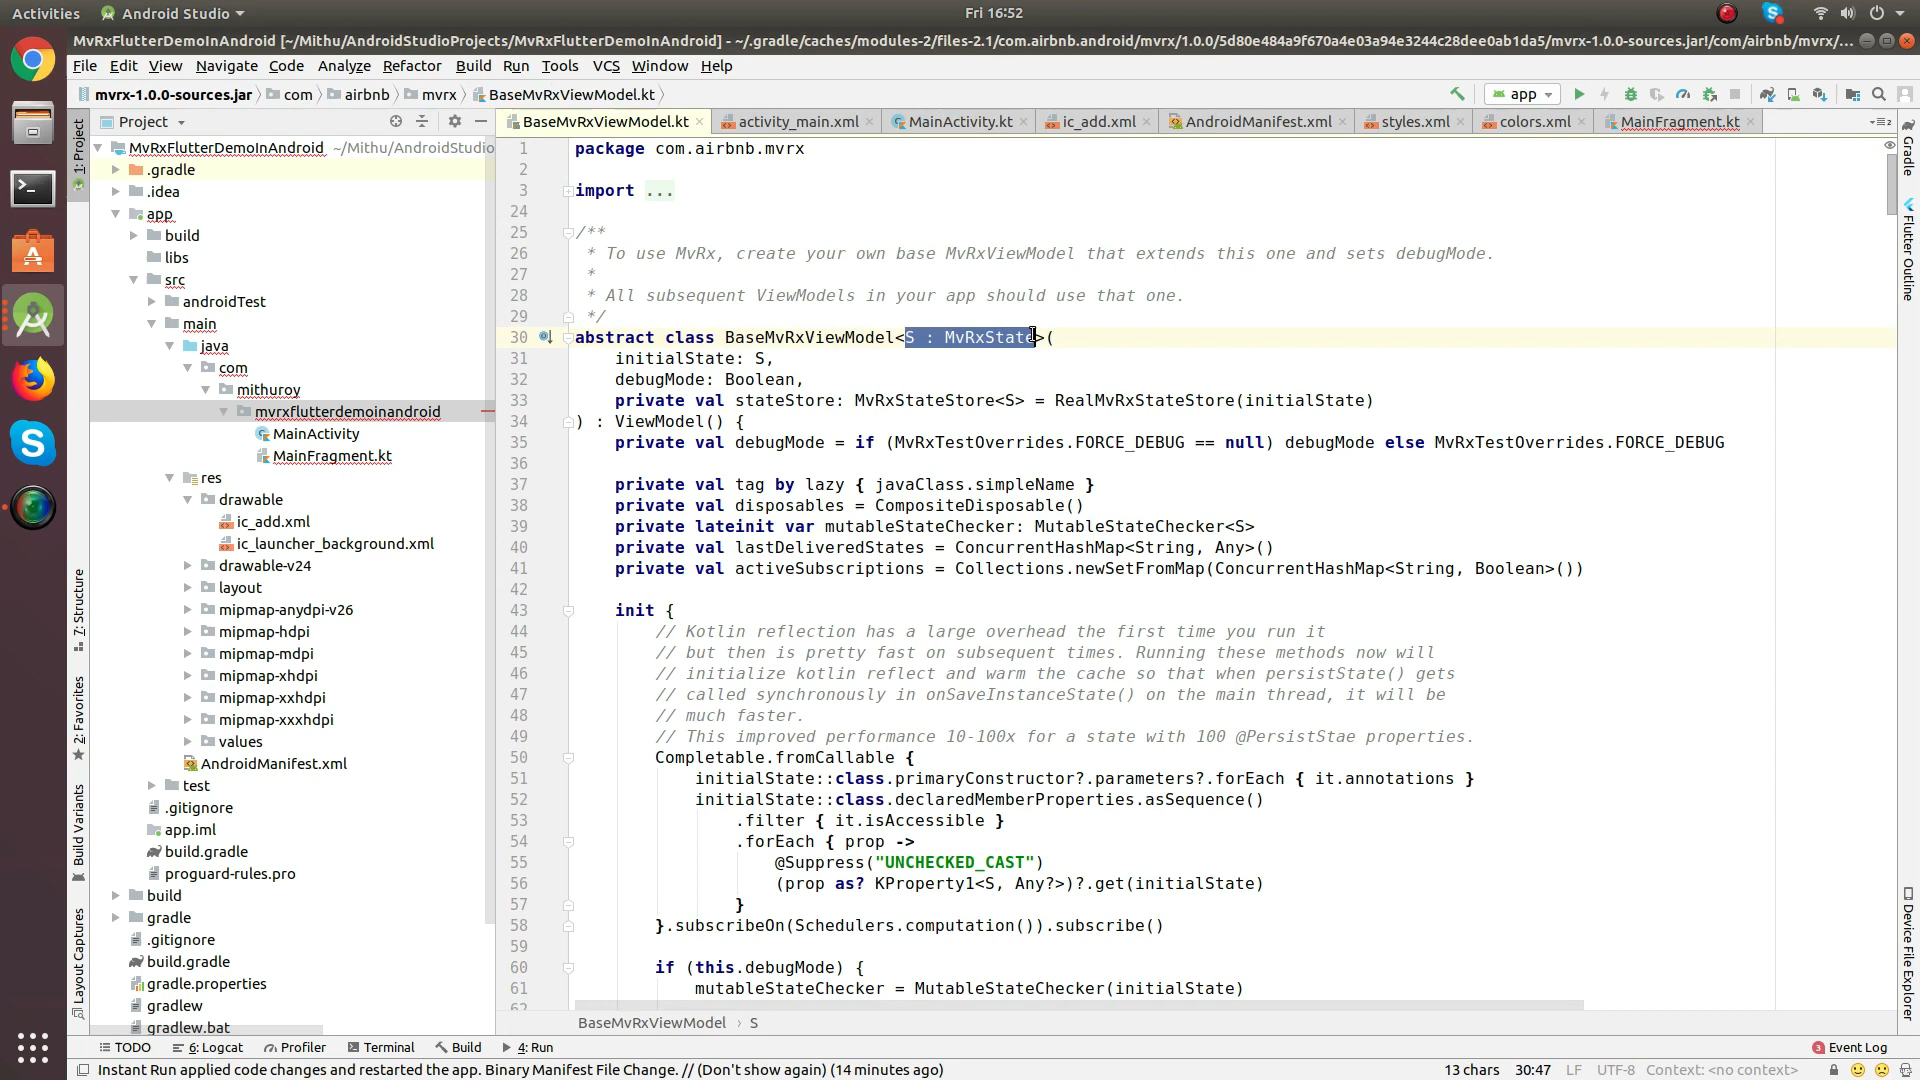 Activities
Android Studio
Fri 16:52
MvRxFlutterDemoInAndroid [~/Mithu/AndroidStudioProjects/MvRxFlutterDemoInAndroid] - ~/.gradle/caches/modules-2/files-2.1/com.airbnb.android/mvrx/1.0.0/5d80e484a9f670a4e03a94e3244c28dee0ab1da5/mvrx-1.0.0-sources.jar!/com/airbnb/mvrx/...
File Edit View Navigate Code Analyze Refactor Build Run Tools VCS Window Help
mvrx-1.0.0-sources.jar com airbnb mvrx BaseMvRxViewModel.kt
app
Project
BaseMvRxViewModel.kt activity_main.xml MainActivity.kt ic_add.xml AndroidManifest.xml styles.xml colors.xml MainFragment.kt
1: Project
7: Structure
2: Favorites
Build Variants
Layout Captures
MvRxFlutterDemoInAndroid ~/Mithu/AndroidStudio
.gradle
.idea
app
build
libs
src
androidTest
main
java
com
mithuroy
mvrxflutterdemoinandroid
MainActivity
MainFragment.kt
res
drawable
ic_add.xml
ic_launcher_background.xml
drawable-v24
layout
mipmap-anydpi-v26
mipmap-hdpi
mipmap-mdpi
mipmap-xhdpi
mipmap-xxhdpi
mipmap-xxxhdpi
values
AndroidManifest.xml
test
.gitignore
app.iml
build.gradle
proguard-rules.pro
build
gradle
.gitignore
build.gradle
gradle.properties
gradlew
gradlew.bat
1 package com.airbnb.mvrx
2
3 import ...
24
25 /**
26 * To use MvRx, create your own base MvRxViewModel that extends this one and sets debugMode.
27 *
28 * All subsequent ViewModels in your app should use that one.
29 */
30 abstract class BaseMvRxViewModel<S : MvRxState>(
31 initialState: S,
32 debugMode: Boolean,
33 private val stateStore: MvRxStateStore<S> = RealMvRxStateStore(initialState)
34 ) : ViewModel() {
35 private val debugMode = if (MvRxTestOverrides.FORCE_DEBUG == null) debugMode else MvRxTestOverrides.FORCE_DEBUG
36
37 private val tag by lazy { javaClass.simpleName }
38 private val disposables = CompositeDisposable()
39 private lateinit var mutableStateChecker: MutableStateChecker<S>
40 private val lastDeliveredStates = ConcurrentHashMap<String, Any>()
41 private val activeSubscriptions = Collections.newSetFromMap(ConcurrentHashMap<String, Boolean>())
42
43 init {
44 // Kotlin reflection has a large overhead the first time you run it
45 // but then is pretty fast on subsequent times. Running these methods now will
46 // initialize kotlin reflect and warm the cache so that when persistState() gets
47 // called synchronously in onSaveInstanceState() on the main thread, it will be
48 // much faster.
49 // This improved performance 10-100x for a state with 100 @PersistStae properties.
50 Completable.fromCallable {
51 initialState::class.primaryConstructor?.parameters?.forEach { it.annotations }
52 initialState::class.declaredMemberProperties.asSequence()
53 .filter { it.isAccessible }
54 .forEach { prop ->
55 @Suppress("UNCHECKED_CAST")
56 (prop as? KProperty1<S, Any?>)?.get(initialState)
57 }
58 }.subscribeOn(Schedulers.computation()).subscribe()
59
60 if (this.debugMode) {
61 mutableStateChecker = MutableStateChecker(initialState)
62
BaseMvRxViewModel › S
Gradle
Flutter Outline
Device File Explorer
TODO 6: Logcat Profiler Terminal Build 4: Run
3 Event Log
Instant Run applied code changes and restarted the app. Binary Manifest File Change. // (Don't show again) (14 minutes ago)
13 chars 30:47 LF UTF-8 Context: <no context>